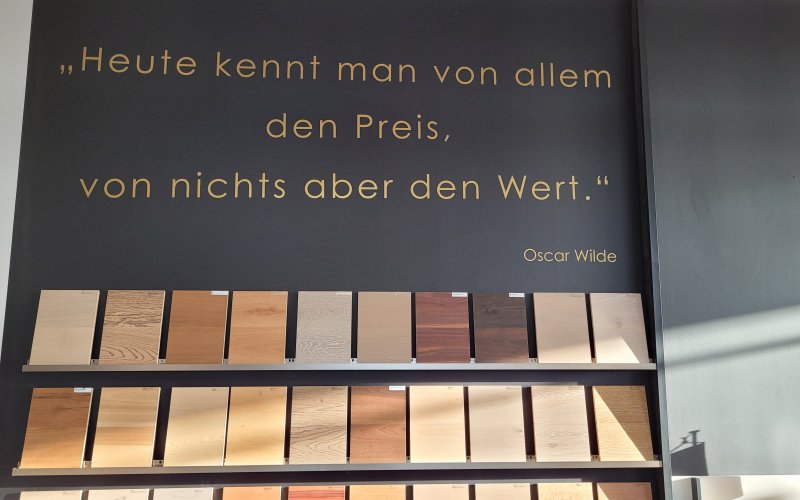 „Heute kennt man von allem
den Preis,
von nichts aber den Wert.“
Oscar Wilde